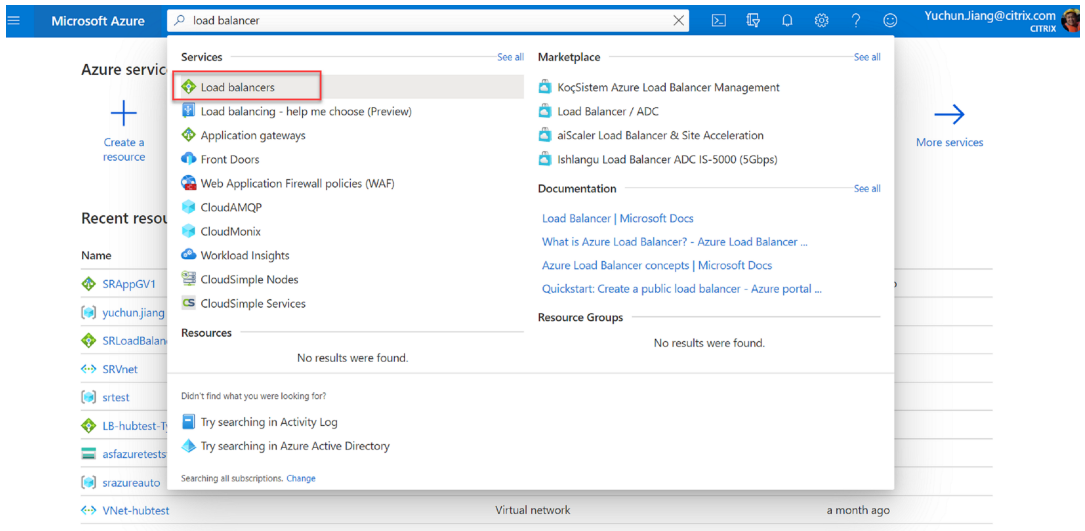 Microsoft Azure
load balancer
Yuchun.Jiang@citrix.com
CITRIX
Azure servic
Create a
resource
More services
Recent resou
Name
SRAppGV1
yuchun.jiang
SRLoadBalan
SRVnet
srtest
LB-hubtest-T
asfazuretests
srazureauto
VNet-hubtest
Virtual network
a month ago
Services
See all
Load balancers
Load balancing - help me choose (Preview)
Application gateways
Front Doors
Web Application Firewall policies (WAF)
CloudAMQP
CloudMonix
Workload Insights
CloudSimple Nodes
CS CloudSimple Services
Resources
No results were found.
Marketplace
See all
KoçSistem Azure Load Balancer Management
Load Balancer / ADC
aiScaler Load Balancer & Site Acceleration
Ishlangu Load Balancer ADC IS-5000 (5Gbps)
Documentation
See all
Load Balancer | Microsoft Docs
What is Azure Load Balancer? - Azure Load Balancer ...
Azure Load Balancer concepts | Microsoft Docs
Quickstart: Create a public load balancer - Azure portal ...
Resource Groups
No results were found.
Didn't find what you were looking for?
Try searching in Activity Log
Try searching in Azure Active Directory
Searching all subscriptions. Change